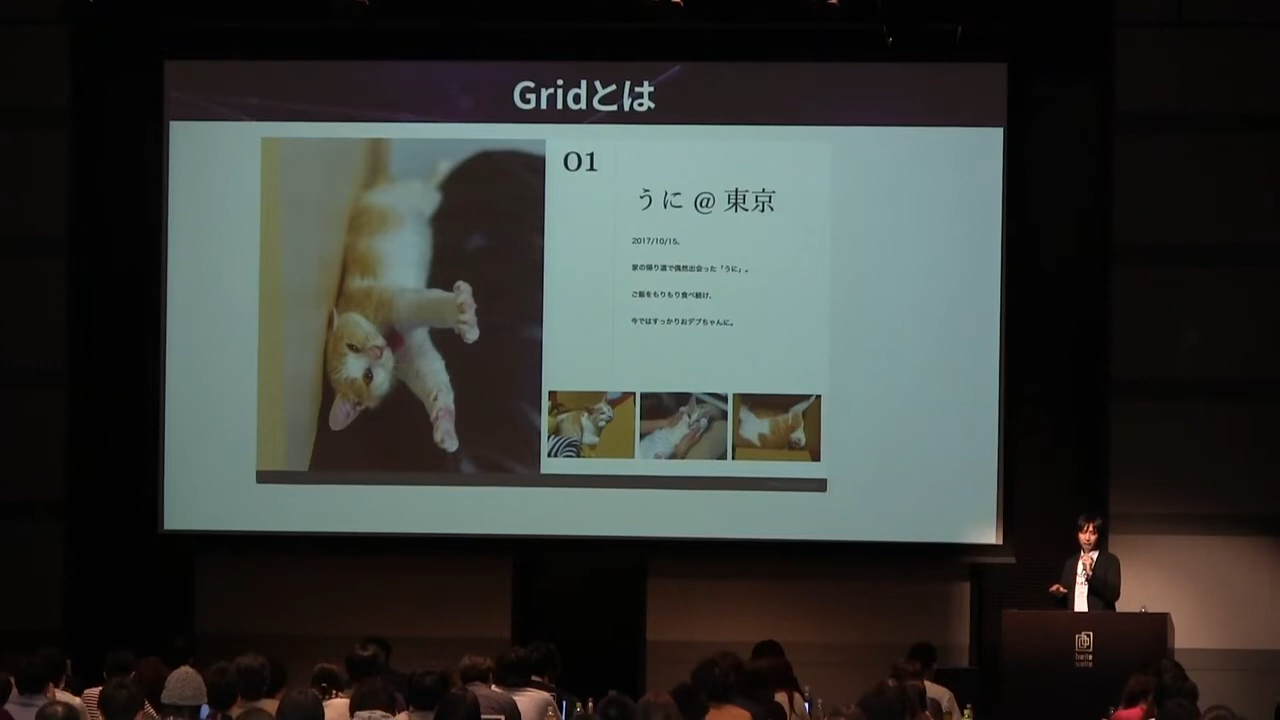 Gridとは
01
うに @ 東京
2017/10/15、
家の帰り道で偶然出会った「うに」。
ご飯をもりもり食べ続け、
今ではすっかりおデブちゃんに。
belle
salle